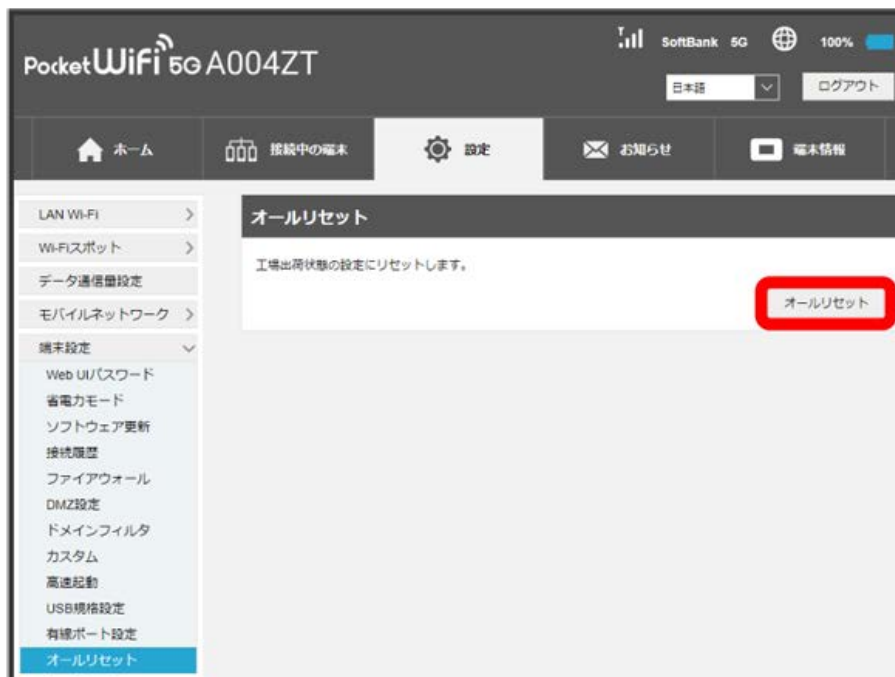 SoftBank 5G 100%
Pocket WiFi 5G A004ZT
日本語 ログアウト
ホーム 接続中の端末 設定 お知らせ 端末情報
LAN Wi-Fi
オールリセット
Wi-Fiスポット
工場出荷状態の設定にリセットします。
データ通信量設定
オールリセット
モバイルネットワーク
端末設定
Web UIパスワード
省電力モード
ソフトウェア更新
接続履歴
ファイアウォール
DMZ設定
ドメインフィルタ
カスタム
高速起動
USB規格設定
有線ポート設定
オールリセット